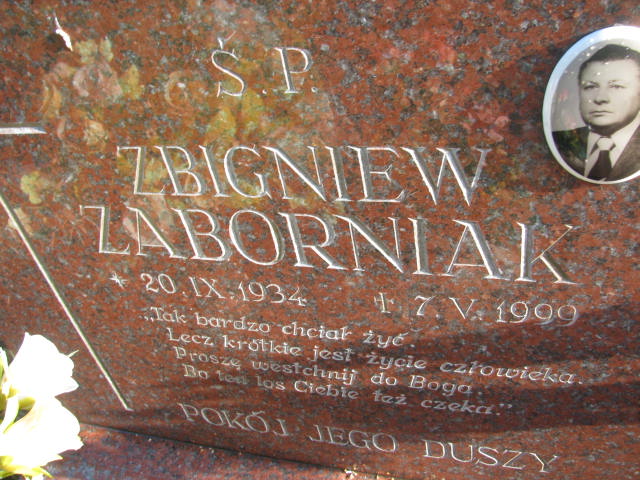 Ś.P.
ZBIGNIEW
ZABORNIAK
* 20.IX.1934 † 7.V.1999
„Tak bardzo chciał żyć.
Lecz krótkie jest życie człowieka.
Proszę westchnij do Boga.
Bo ten los Ciebie też czeka."
POKÓJ JEGO DUSZY